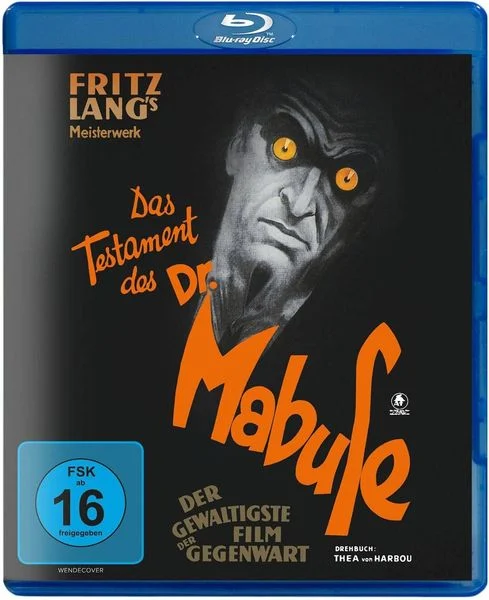 Blu-ray Disc
FRITZ
LANG's
Meisterwerk
Das
Testament
des Dr.
Mabuſe
FSK
ab
16
freigegeben
DER
GEWALTIGSTE
DER FILM
GEGENWART
DREHBUCH:
THEA von HARBOU
WENDECOVER